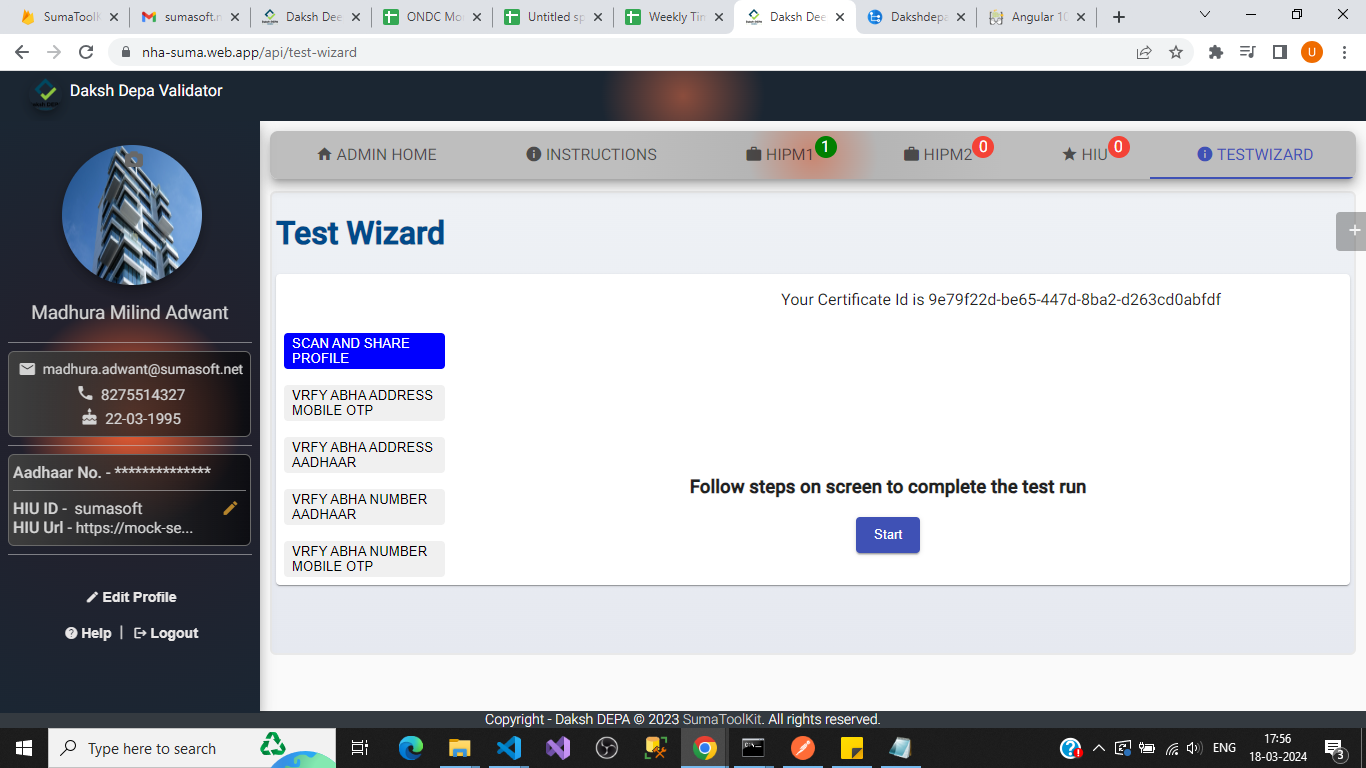 SumaToolK
sumasoft.n
Daksh Dee
ONDC Mo
Untitled sp
Weekly Tim
Daksh Dee
Dakshdepa
Angular 10
nha-suma.web.app/api/test-wizard
U
Daksh Depa Validator
ADMIN HOME
INSTRUCTIONS
HIPM1 1
HIPM2 0
HIU 0
TESTWIZARD
Madhura Milind Adwant
madhura.adwant@sumasoft.net
8275514327
22-03-1995
Aadhaar No. - **************
HIU ID - sumasoft
HIU Url - https://mock-se...
Edit Profile
Help | Logout
Test Wizard
+
Your Certificate Id is 9e79f22d-be65-447d-8ba2-d263cd0abfdf
SCAN AND SHARE
PROFILE
VRFY ABHA ADDRESS
MOBILE OTP
VRFY ABHA ADDRESS
AADHAAR
VRFY ABHA NUMBER
AADHAAR
VRFY ABHA NUMBER
MOBILE OTP
Follow steps on screen to complete the test run
Start
Copyright - Daksh DEPA © 2023 SumaToolKit. All rights reserved.
Type here to search
ENG
17:56
18-03-2024
3